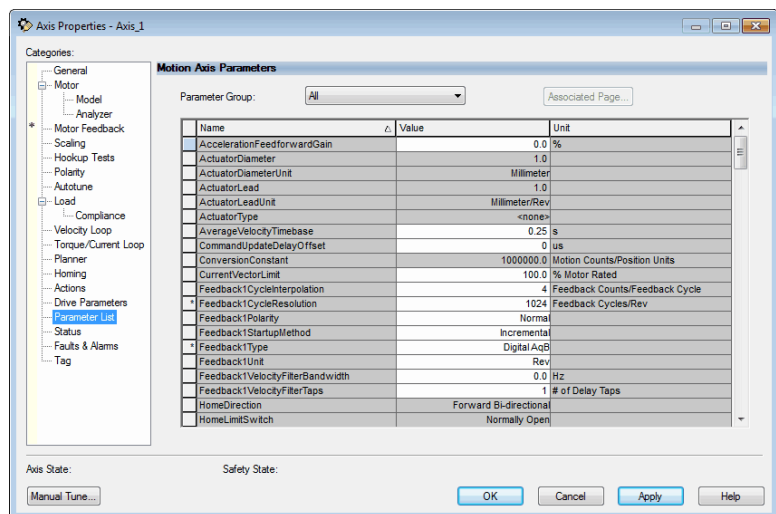 Axis Properties - Axis_1
Categories:
General
Motor
Model
Analyzer
* Motor Feedback
Scaling
Hookup Tests
Polarity
Autotune
Load
Compliance
Velocity Loop
Torque/Current Loop
Planner
Homing
Actions
Drive Parameters
Parameter List
Status
Faults & Alarms
Tag
Motion Axis Parameters
Parameter Group: All Associated Page...
Name Value Unit
AccelerationFeedforwardGain 0.0 %
ActuatorDiameter 1.0
ActuatorDiameterUnit Millimeter
ActuatorLead 1.0
ActuatorLeadUnit Millimeter/Rev
ActuatorType <none>
AverageVelocityTimebase 0.25 s
CommandUpdateDelayOffset 0 us
ConversionConstant 1000000.0 Motion Counts/Position Units
CurrentVectorLimit 100.0 % Motor Rated
Feedback1CycleInterpolation 4 Feedback Counts/Feedback Cycle
* Feedback1CycleResolution 1024 Feedback Cycles/Rev
Feedback1Polarity Normal
Feedback1StartupMethod Incremental
* Feedback1Type Digital AqB
Feedback1Unit Rev
Feedback1VelocityFilterBandwidth 0.0 Hz
Feedback1VelocityFilterTaps 1 # of Delay Taps
HomeDirection Forward Bi-directional
HomeLimitSwitch Normally Open
Axis State: Safety State:
Manual Tune... OK Cancel Apply Help